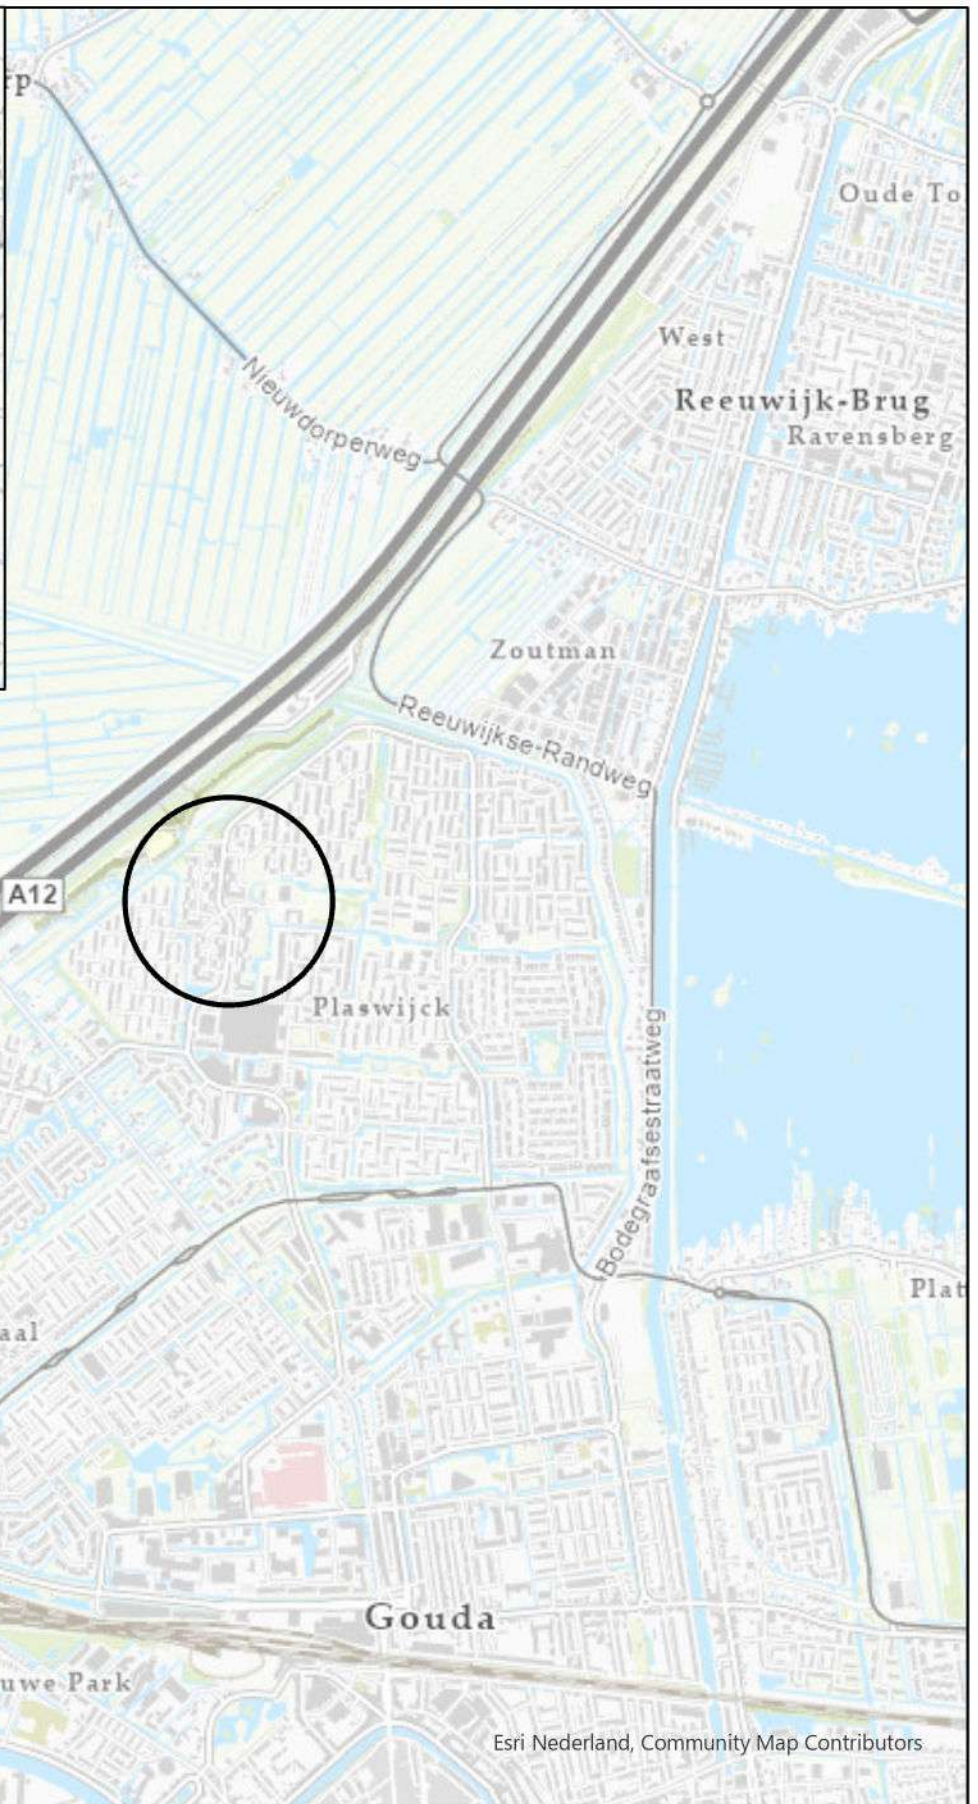 Oude To
West
Reeuwijk-Brug
Ravensberg
Nieuwdorperweg
Zoutman
Reeuwijkse-Randweg
A12
Plaswijck
Bodegraafsestraatweg
Plat
aal
Gouda
uwe Park
Esri Nederland, Community Map Contributors